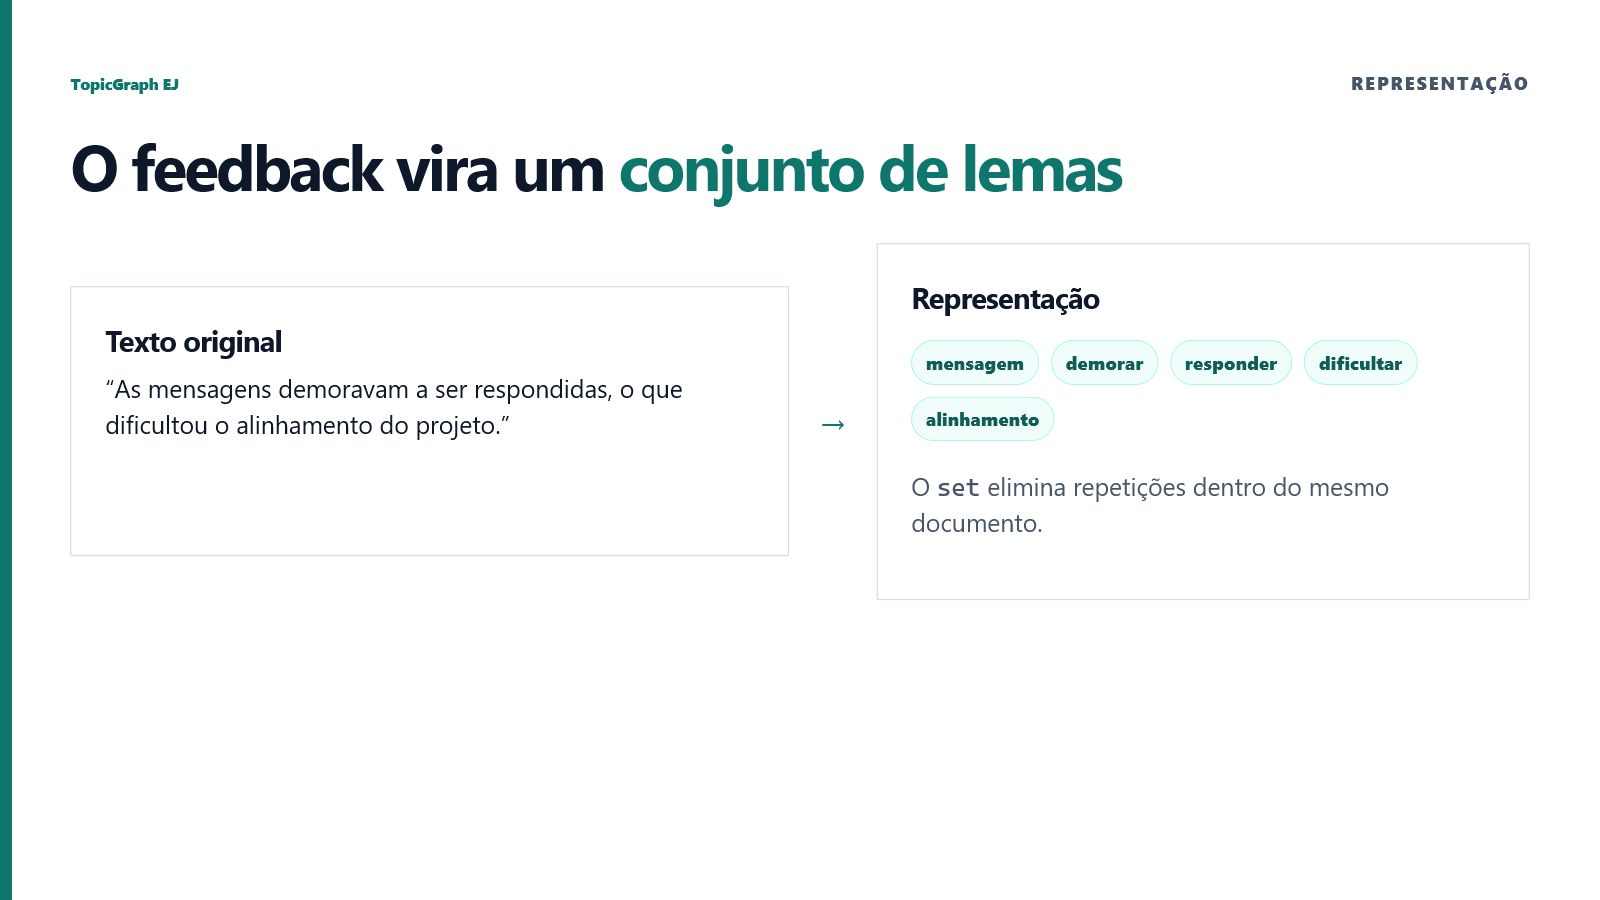 TopicGraph EJ
REPRESENTAÇÃO
O feedback vira um conjunto de lemas
Texto original
“As mensagens demoravam a ser respondidas, o que
dificultou o alinhamento do projeto.”
→
Representação
mensagem demorar responder dificultar
alinhamento
O set elimina repetições dentro do mesmo
documento.